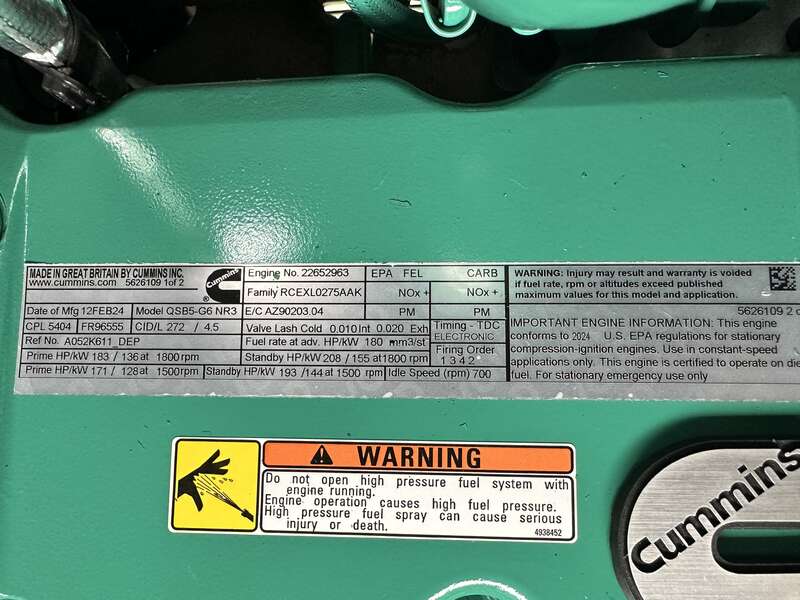 MADE IN GREAT BRITAIN BY CUMMINS INC.
www.cummins.com 5626109 1of 2
Cummins
Engine No. 22652963
EPA FEL CARB
Family RCEXL0275AAK
NOx + NOx +
Date of Mfg 12FEB24 Model QSB5-G6 NR3 E/C AZ90203.04
PM PM
CPL 5404 FR96555 CID/L 272 / 4.5
Valve Lash Cold 0.010 Int 0.020 Exh
Timing - TDC
ELECTRONIC
Ref No. A052K611_DEP
Fuel rate at adv. HP/kW 180 mm3/st
Firing Order
1 3 4 2
Prime HP/kW 183 / 136 at 1800 rpm
Standby HP/kW 208 / 155 at 1800 rpm
Prime HP/kW 171 / 128 at 1500 rpm
Standby HP/kW 193 / 144 at 1500 rpm
Idle Speed (rpm) 700
WARNING: Injury may result and warranty is voided
if fuel rate, rpm or altitudes exceed published
maximum values for this model and application.
5626109 2 o
IMPORTANT ENGINE INFORMATION: This engine
conforms to 2024 U.S. EPA regulations for stationary
compression-ignition engines. Use in constant-speed
applications only. This engine is certified to operate on die
fuel. For stationary emergency use only
WARNING
Do not open high pressure fuel system with
engine running.
Engine operation causes high fuel pressure.
High pressure fuel spray can cause serious
injury or death.
4938452
Cummins